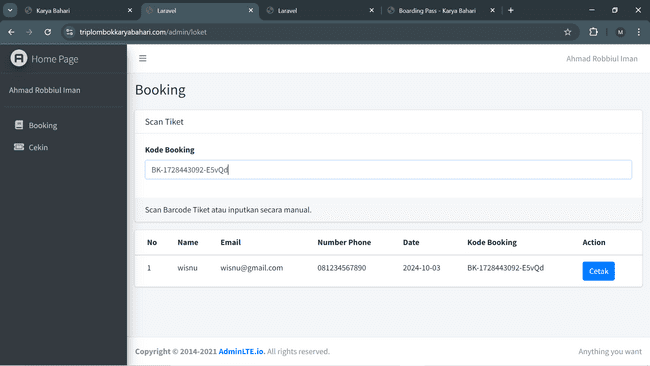 Karya Bahari
Laravel
Laravel
Boarding Pass - Karya Bahari
triplombokkaryabahari.com/admin/loket
M
A Home Page
Ahmad Robbiul Iman
Ahmad Robbiul Iman
Booking
Cekin
Booking
Scan Tiket
Kode Booking
BK-1728443092-E5vQd
Scan Barcode Tiket atau inputkan secara manual.
No Name Email Number Phone Date Kode Booking Action
1 wisnu wisnu@gmail.com 081234567890 2024-10-03 BK-1728443092-E5vQd Cetak
Copyright © 2014-2021 AdminLTE.io. All rights reserved.
Anything you want